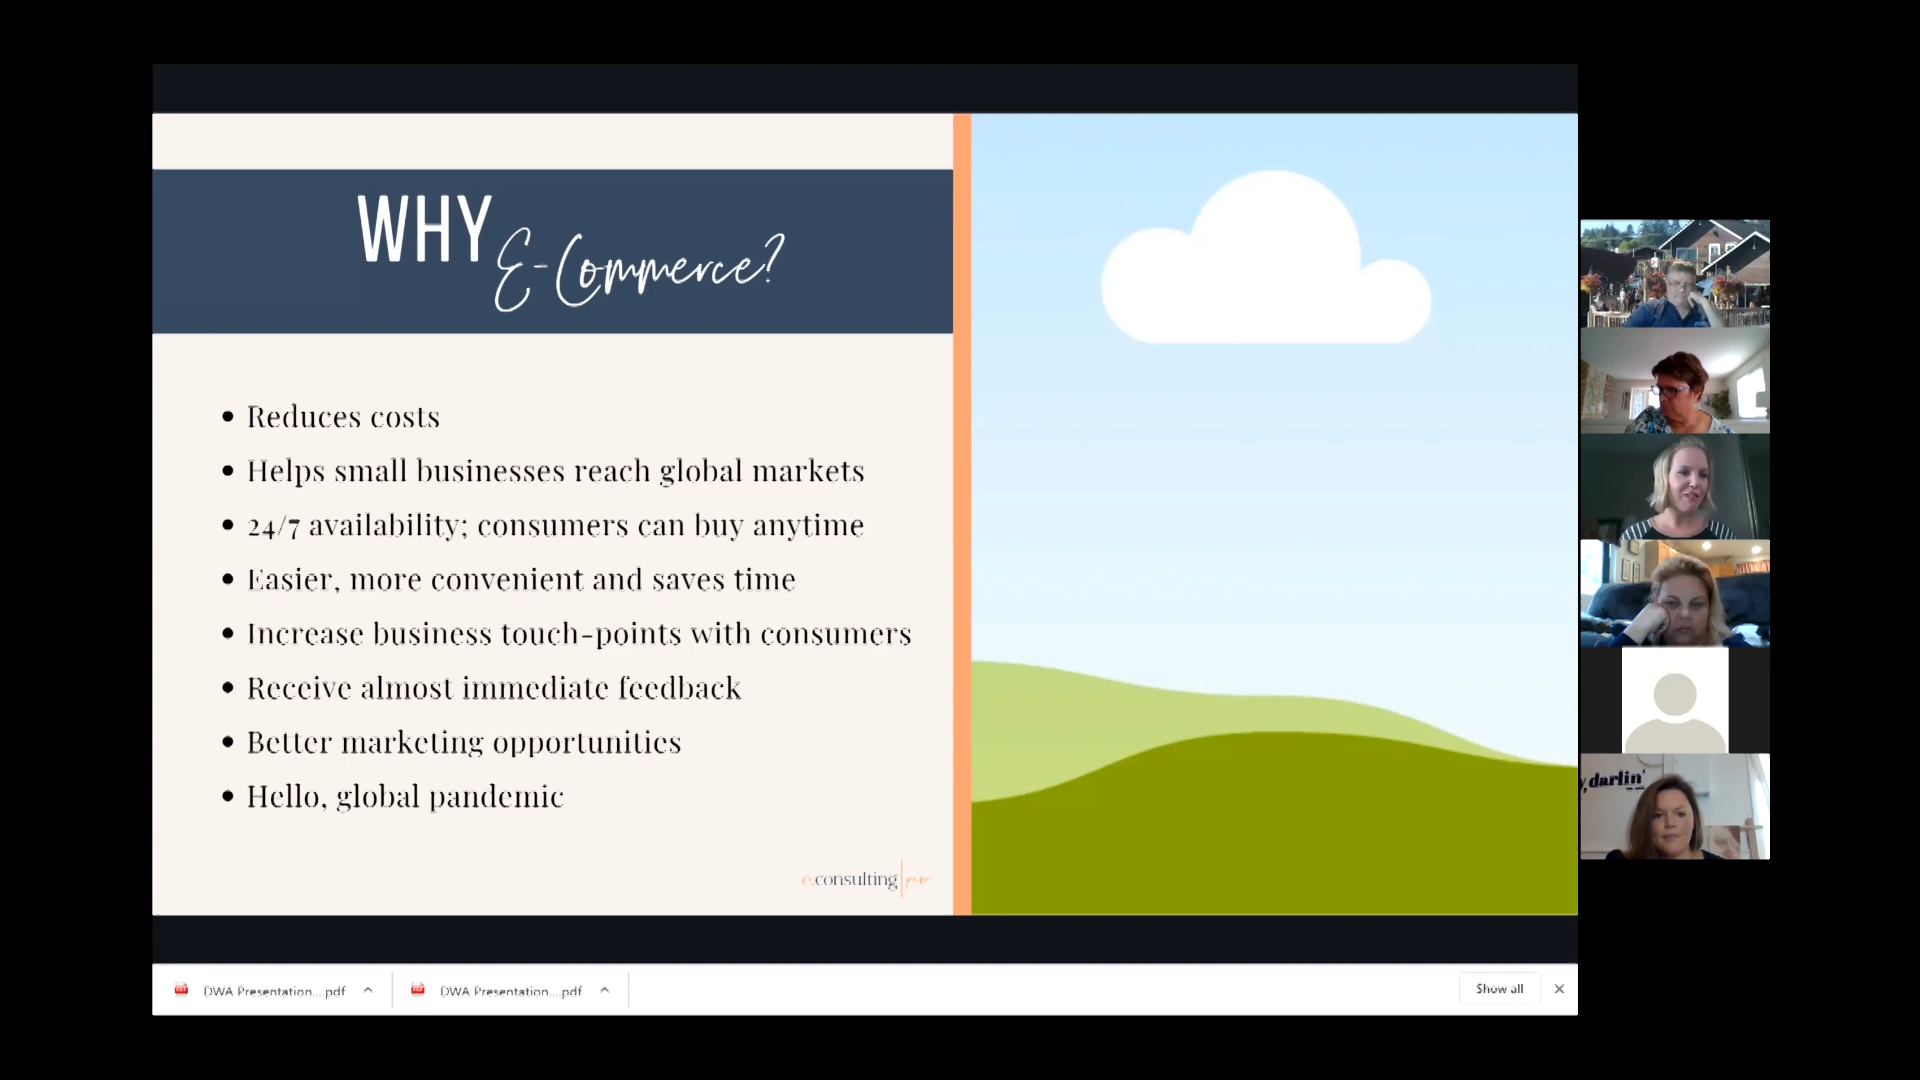 WHY E-Commerce?
Reduces costs
Helps small businesses reach global markets
24/7 availability; consumers can buy anytime
Easier, more convenient and saves time
Increase business touch-points with consumers
Receive almost immediate feedback
Better marketing opportunities
Hello, global pandemic
e.consulting
darlin'
DWA Presentation....pdf
DWA Presentation....pdf
Show all